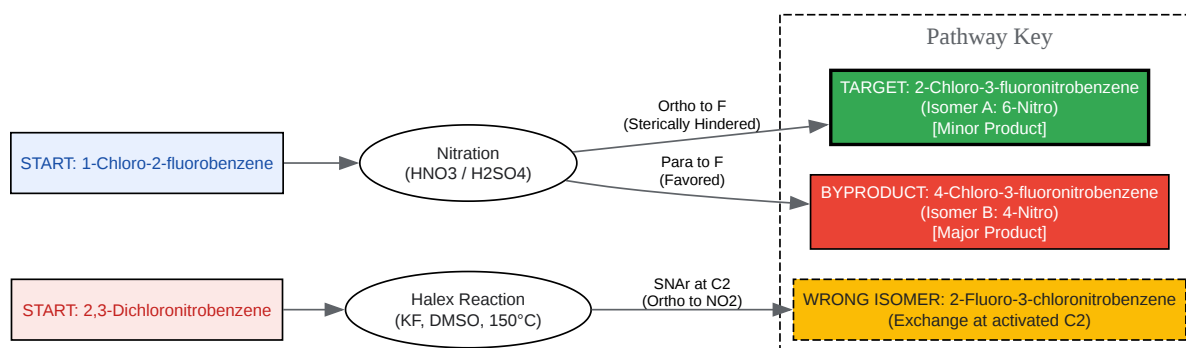 Pathway Key
START: 1-Chloro-2-fluorobenzene
Nitration
(HNO3 / H2SO4)
Ortho to F
(Sterically Hindered)
TARGET: 2-Chloro-3-fluoronitrobenzene
(Isomer A: 6-Nitro)
[Minor Product]
Para to F
(Favored)
BYPRODUCT: 4-Chloro-3-fluoronitrobenzene
(Isomer B: 4-Nitro)
[Major Product]
START: 2,3-Dichloronitrobenzene
Halex Reaction
(KF, DMSO, 150°C)
SNAr at C2
(Ortho to NO2)
WRONG ISOMER: 2-Fluoro-3-chloronitrobenzene
(Exchange at activated C2)